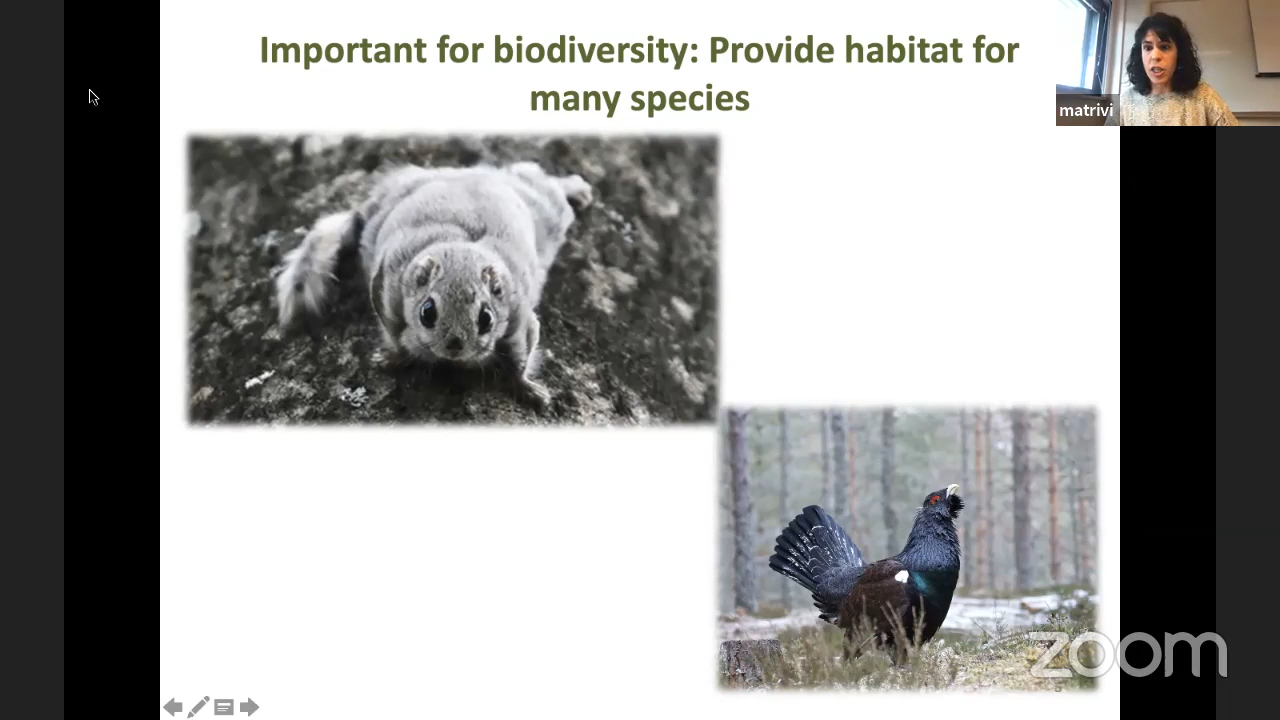 Important for biodiversity: Provide habitat for
many species
matrivi
zoom